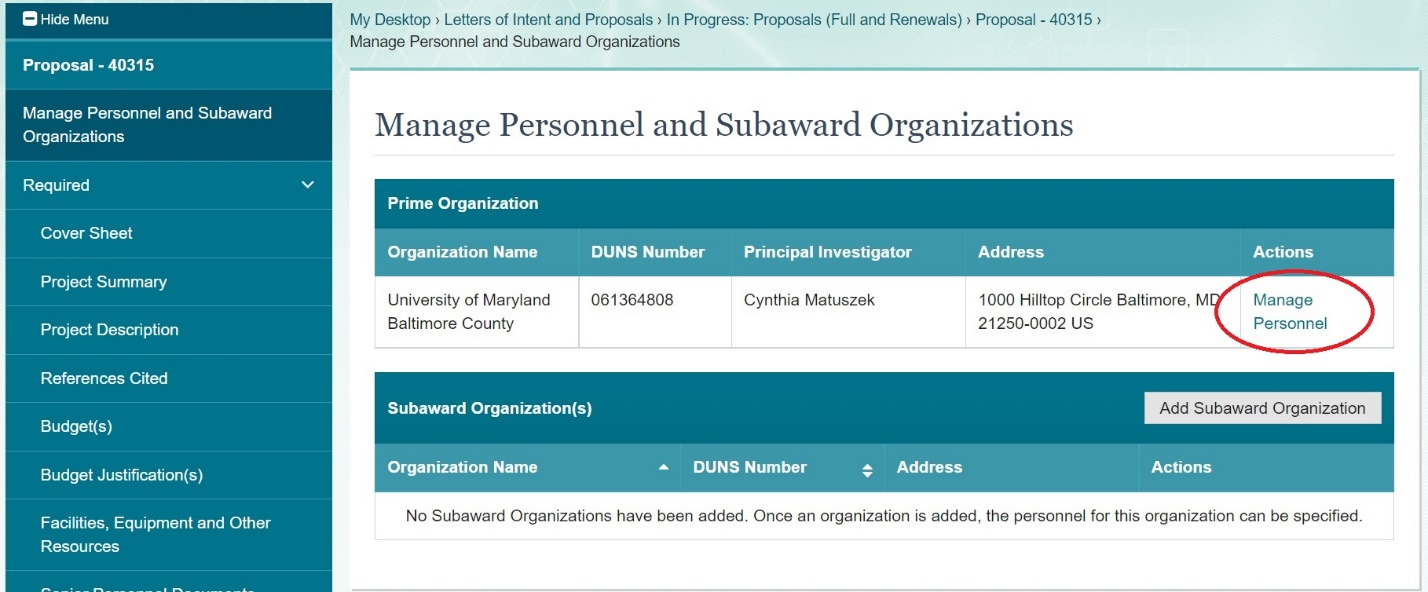 Hide Menu
Proposal - 40315
Manage Personnel and Subaward
Organizations
Required
Cover Sheet
Project Summary
Project Description
References Cited
Budget(s)
Budget Justification(s)
Facilities, Equipment and Other
Resources
Senior Personnel Documents
My Desktop › Letters of Intent and Proposals › In Progress: Proposals (Full and Renewals) › Proposal - 40315 ›
Manage Personnel and Subaward Organizations
Manage Personnel and Subaward Organizations
Prime Organization
Organization Name DUNS Number Principal Investigator Address Actions
University of Maryland 061364808 Cynthia Matuszek 1000 Hilltop Circle Baltimore, MD Manage
Baltimore County 21250-0002 US Personnel
Subaward Organization(s) Add Subaward Organization
Organization Name DUNS Number Address Actions
No Subaward Organizations have been added. Once an organization is added, the personnel for this organization can be specified.